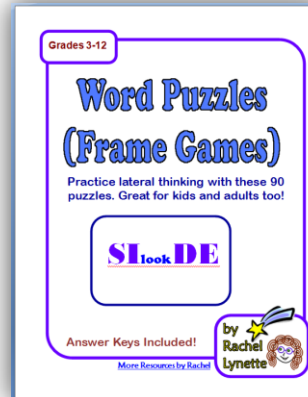 Grades 3-12
Word Puzzles
(Frame Games)
Practice lateral thinking with these 90
puzzles. Great for kids and adults too!
SIlookDE
Answer Keys Included!
by
Rachel
Lynette
More Resources by Rachel